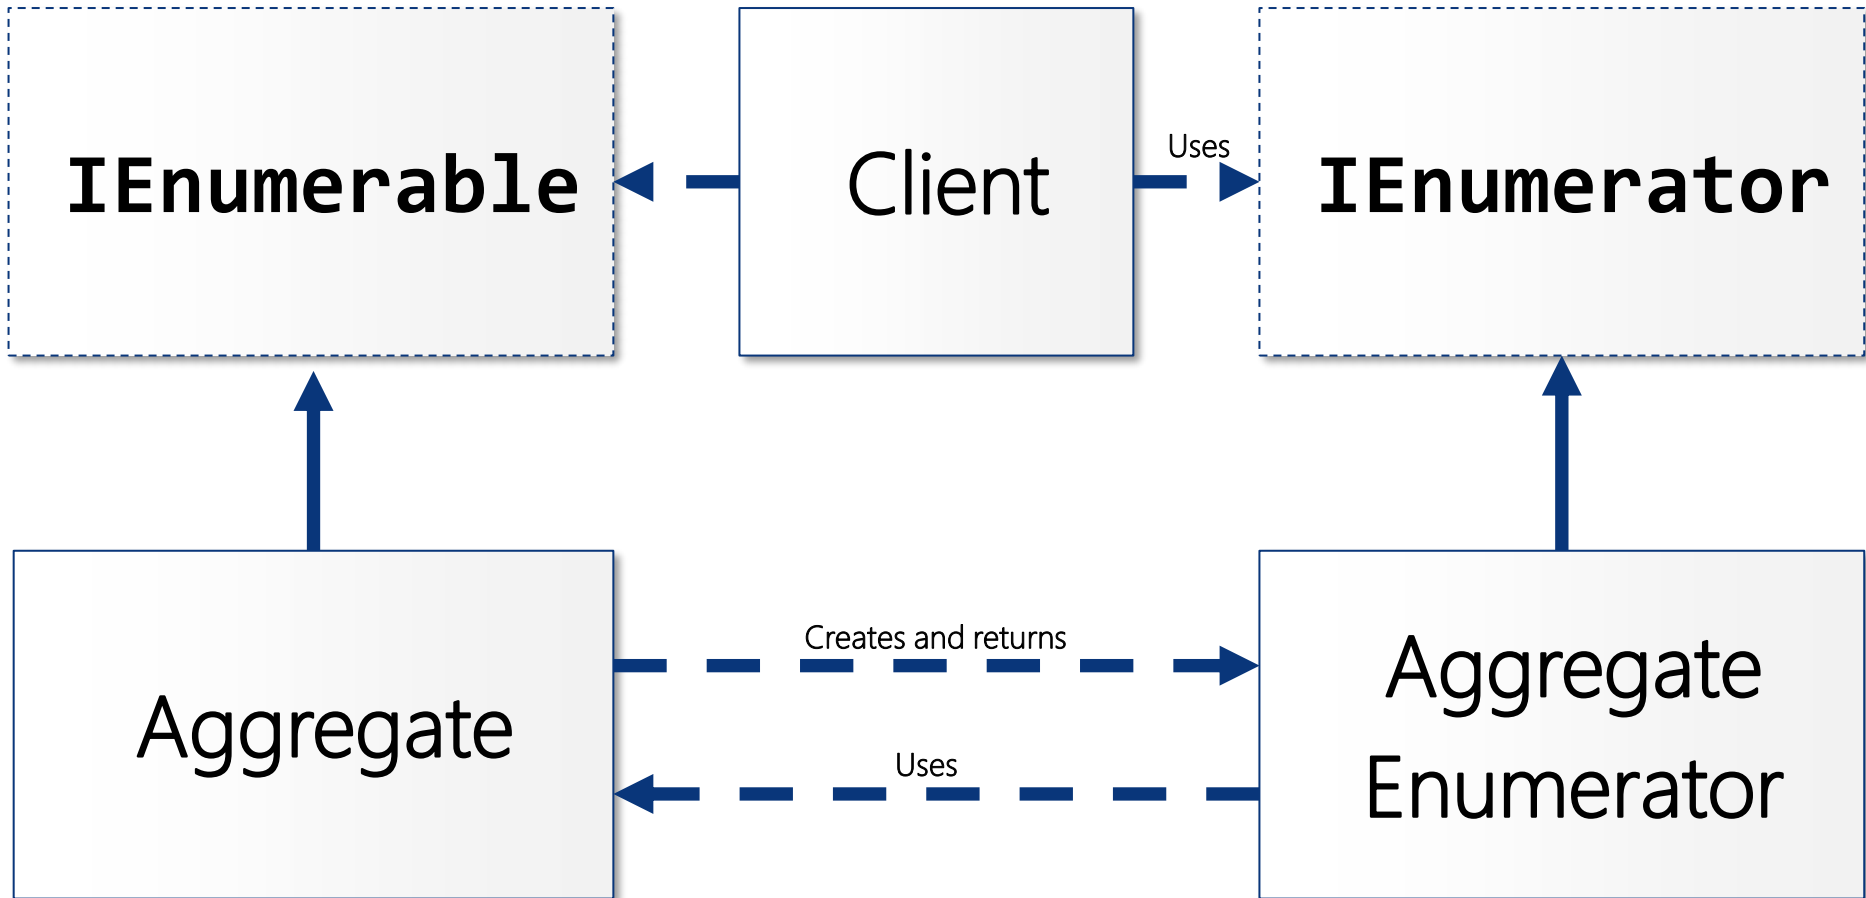 IEnumerable
Client
Uses
IEnumerator
Creates and returns
Aggregate
Uses
Aggregate
Enumerator